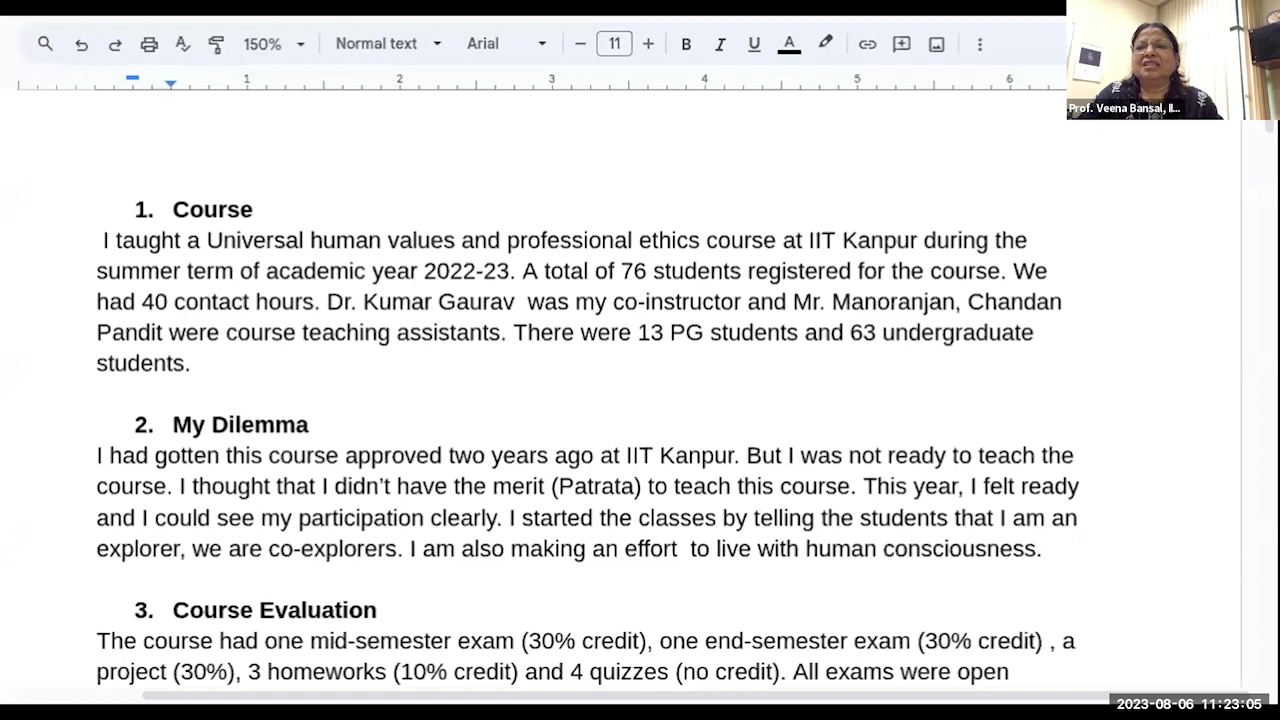 150% Normal text Arial 11 B I U A
1 2 3 4 5 6
Prof. Veena Bansal, II...
1. Course
I taught a Universal human values and professional ethics course at IIT Kanpur during the
summer term of academic year 2022-23. A total of 76 students registered for the course. We
had 40 contact hours. Dr. Kumar Gaurav was my co-instructor and Mr. Manoranjan, Chandan
Pandit were course teaching assistants. There were 13 PG students and 63 undergraduate
students.
2. My Dilemma
I had gotten this course approved two years ago at IIT Kanpur. But I was not ready to teach the
course. I thought that I didn’t have the merit (Patrata) to teach this course. This year, I felt ready
and I could see my participation clearly. I started the classes by telling the students that I am an
explorer, we are co-explorers. I am also making an effort to live with human consciousness.
3. Course Evaluation
The course had one mid-semester exam (30% credit), one end-semester exam (30% credit) , a
project (30%), 3 homeworks (10% credit) and 4 quizzes (no credit). All exams were open
2023-08-06 11:23:05